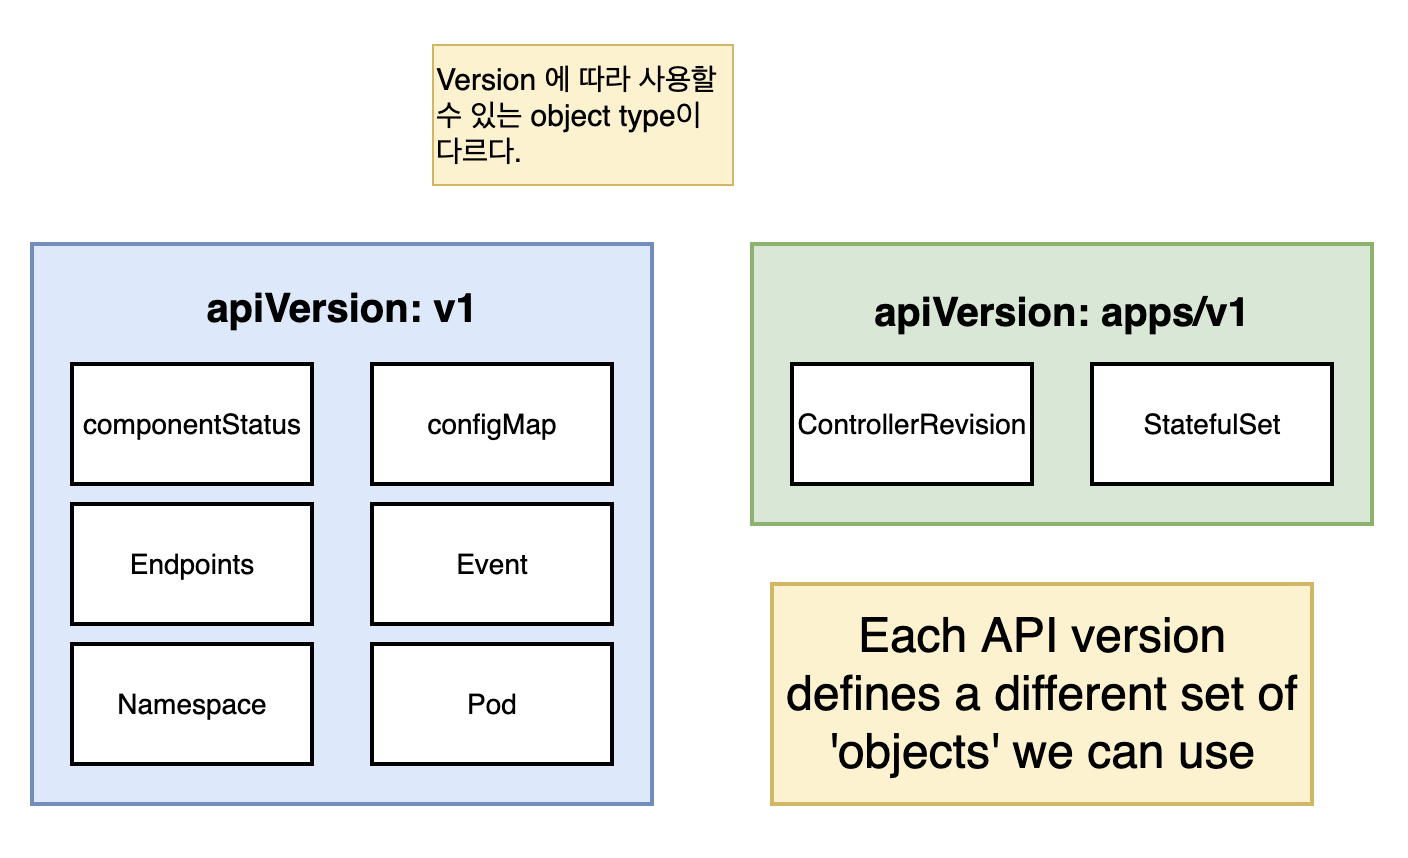 Version 에 따라 사용할
수 있는 object type이
다르다.
apiVersion: v1
componentStatus
configMap
Endpoints
Event
Namespace
Pod
apiVersion: apps/v1
ControllerRevision
StatefulSet
Each API version
defines a different set of
'objects' we can use